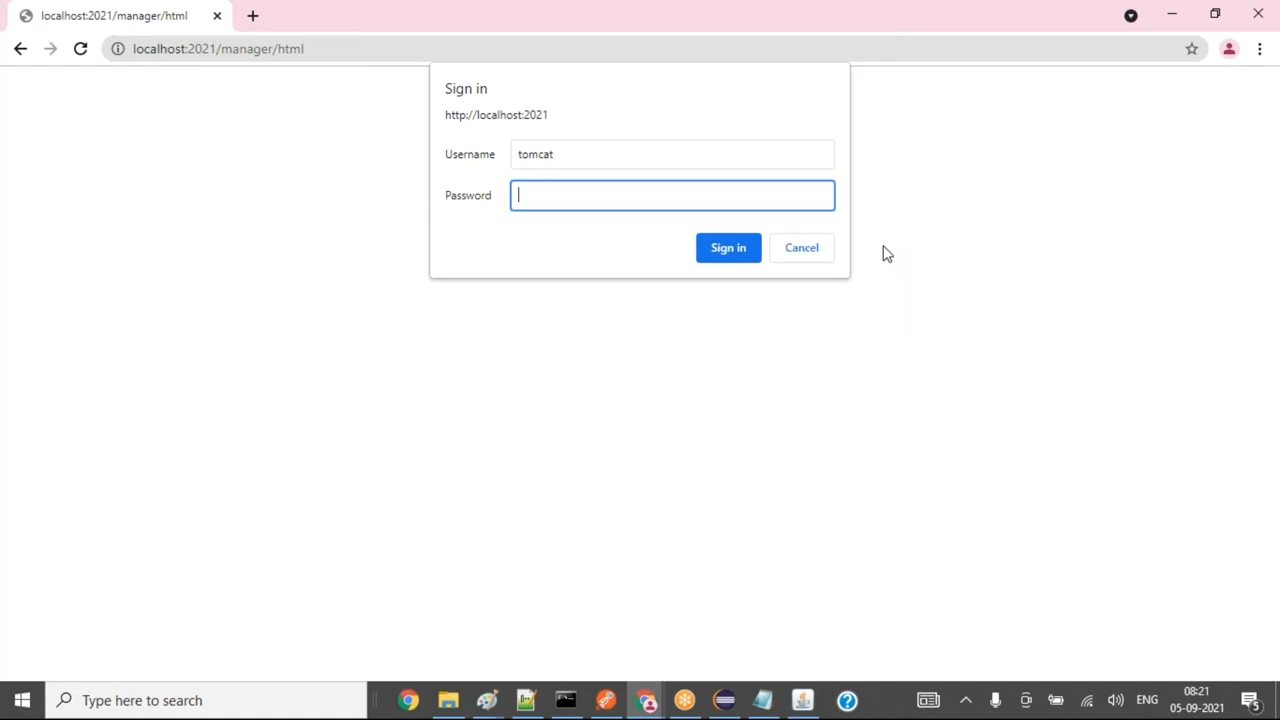 localhost:2021/manager/html
localhost:2021/manager/html
Sign in
http://localhost:2021
Username tomcat
Password
Sign in Cancel
Type here to search
ENG
08:21
05-09-2021
5